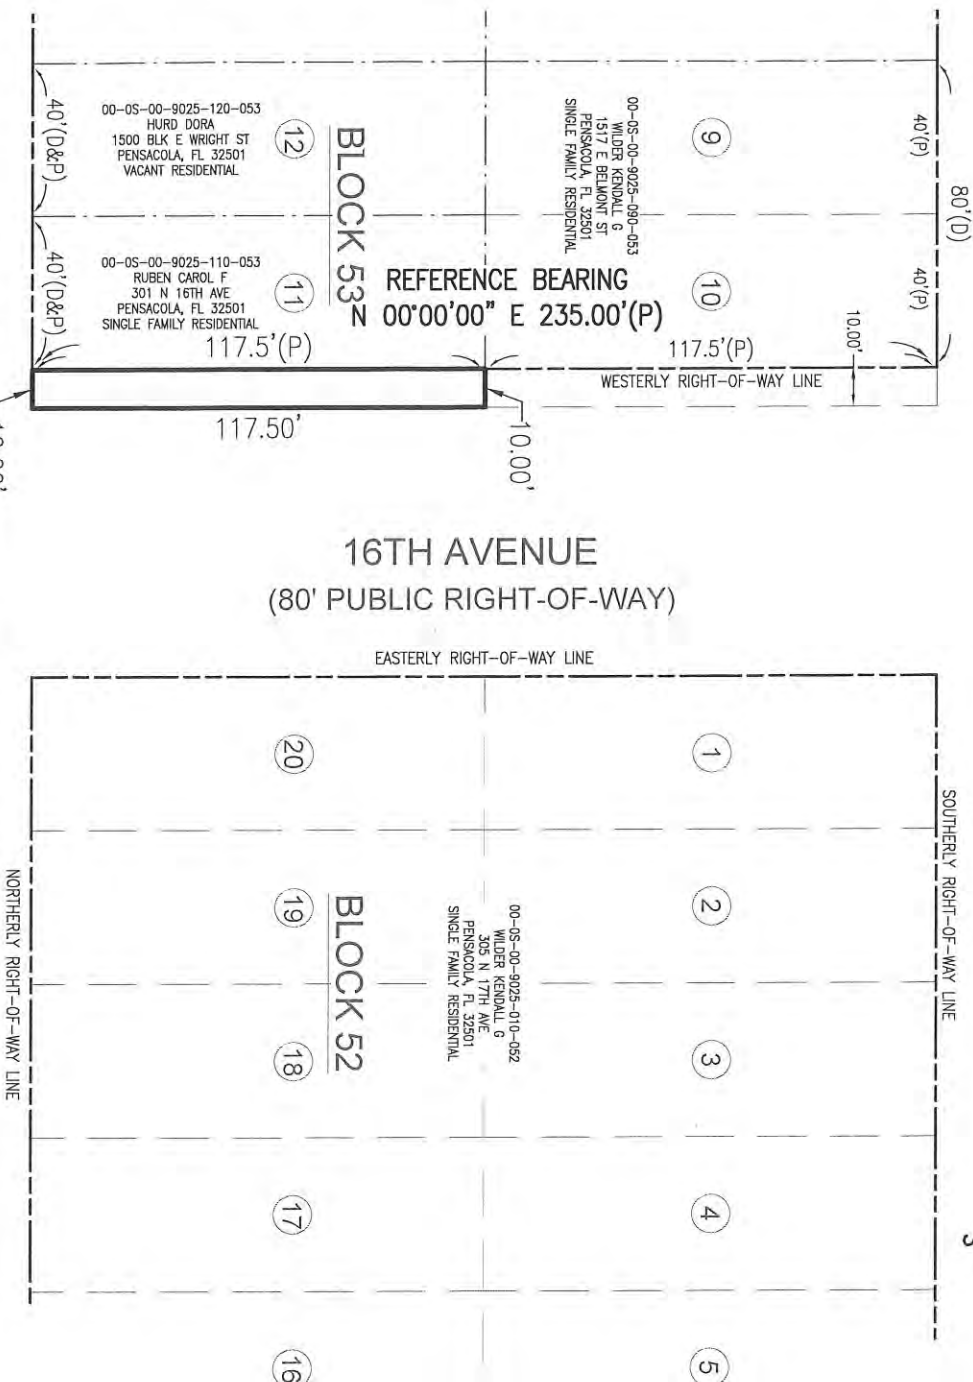 40'(D&P)
00-0S-00-9025-120-053
HURD DORA
1500 BLK E WRIGHT ST
PENSACOLA, FL 32501
VACANT RESIDENTIAL
12
BLOCK 53
00-0S-00-9025-090-053
WILDER KENDALL G
1517 E BELMONT ST
PENSACOLA, FL 32501
SINGLE FAMILY RESIDENTIAL
9
40'(P)
80'(D)
40'(D&P)
00-0S-00-9025-110-053
RUBEN CAROL F
301 N 16TH AVE
PENSACOLA, FL 32501
SINGLE FAMILY RESIDENTIAL
11
REFERENCE BEARING
N 00°00'00" E 235.00'(P)
10
40'(P)
10.00'
117.5'(P)
117.5'(P)
WESTERLY RIGHT-OF-WAY LINE
117.50'
10.00'
16TH AVENUE
(80' PUBLIC RIGHT-OF-WAY)
EASTERLY RIGHT-OF-WAY LINE
20
1
19
BLOCK 52
00-0S-00-9025-010-052
WILDER KENDALL G
305 N 17TH AVE
PENSACOLA, FL 32501
SINGLE FAMILY RESIDENTIAL
2
SOUTHERLY RIGHT-OF-WAY LINE
NORTHERLY RIGHT-OF-WAY LINE
18
3
17
4
16
5